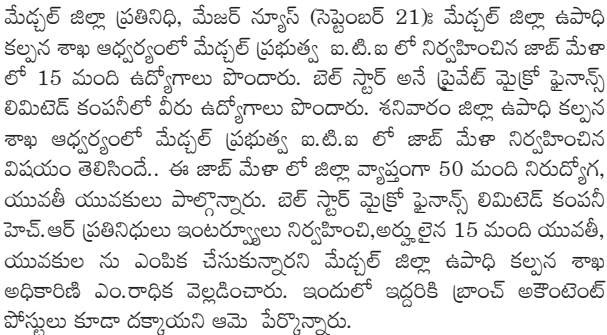 మేడ్చల్ జిల్లా ప్రతినిధి, మేజర్ న్యూస్ (సెప్టెంబర్ 21): మేడ్చల్ జిల్లా ఉపాధి
కల్పన శాఖ ఆధ్వర్యంలో మేడ్చల్ ప్రభుత్వ ఐ.టి.ఐ లో నిర్వహించిన జాబ్ మేళా
లో 15 మంది ఉద్యోగాలు పొందారు. బెల్ స్టార్ అనే ప్రైవేట్ మైక్రో ఫైనాన్స్
లిమిటెడ్ కంపనీలో వీరు ఉద్యోగాలు పొందారు. శనివారం జిల్లా ఉపాధి కల్పన
శాఖ ఆధ్వర్యంలో మేడ్చల్ ప్రభుత్వ ఐ.టి.ఐ లో జాబ్ మేళా నిర్వహించిన
విషయం తెలిసిందే.. ఈ జాబ్ మేళా లో జిల్లా వ్యాప్తంగా 50 మంది నిరుద్యోగ,
యువతీ యువకులు పాల్గొన్నారు. బెల్ స్టార్ మైక్రో ఫైనాన్స్ లిమిటెడ్ కంపనీ
హెచ్.ఆర్ ప్రతినిధులు ఇంటర్వ్యూలు నిర్వహించి,అర్హులైన 15 మంది యువతీ,
యువకుల ను ఎంపిక చేసుకున్నారని మేడ్చల్ జిల్లా ఉపాధి కల్పన శాఖ
అధికారిణి ఎం.రాధిక వెల్లడించారు. ఇందులో ఇద్దరికి బ్రాంచ్ అకౌంటెంట్
పోస్టులు కూడా దక్కాయని ఆమె పేర్కొన్నారు.